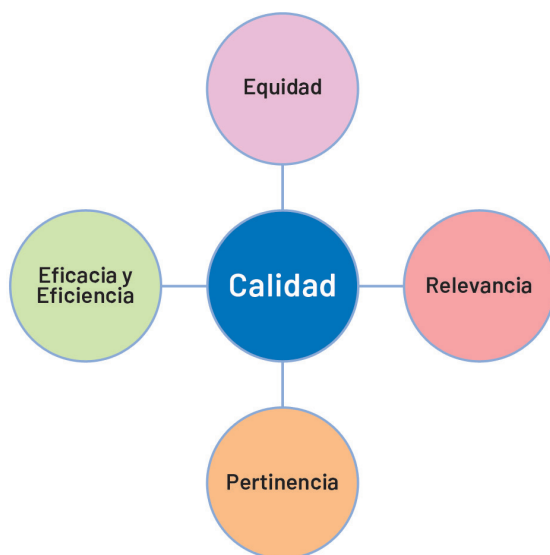 Equidad
Eficacia y
Eficiencia
Calidad
Relevancia
Pertinencia